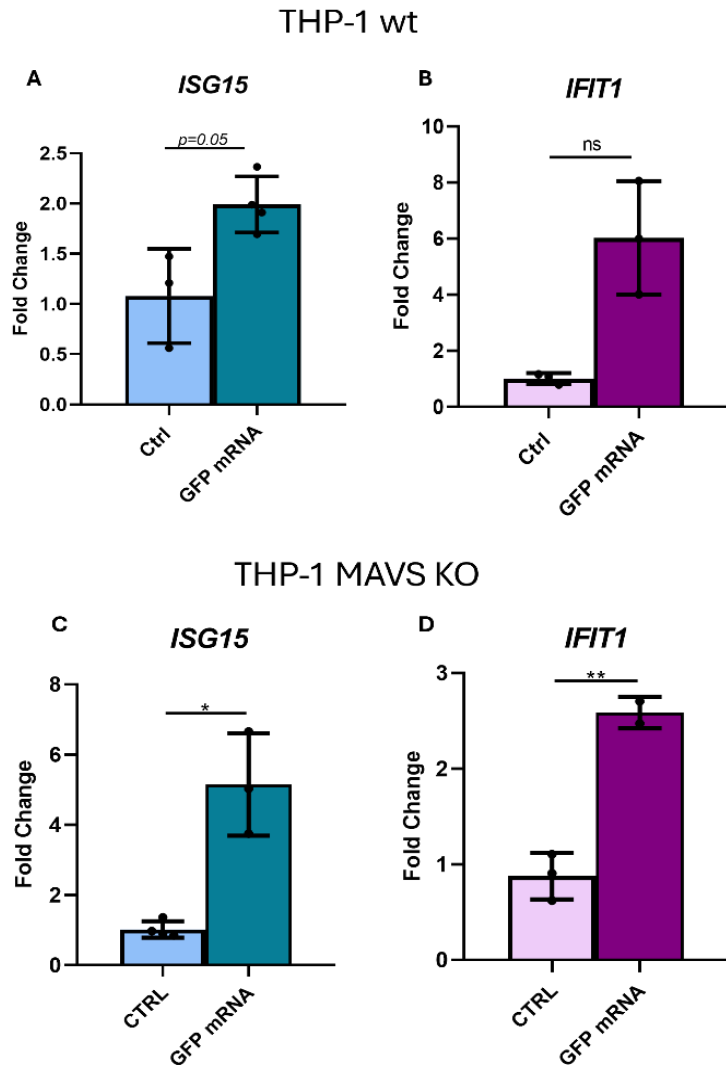 THP-1 wt
A
ISG15
p=0.05
Fold Change
2.5
2.0
1.5
1.0
0.5
0.0
Ctrl
GFP mRNA
B
IFIT1
ns
Fold Change
10
8
6
4
2
0
Ctrl
GFP mRNA
THP-1 MAVS KO
C
ISG15
*
Fold Change
8
6
4
2
0
CTRL
GFP mRNA
D
IFIT1
**
Fold Change
3
2
1
0
CTRL
GFP mRNA